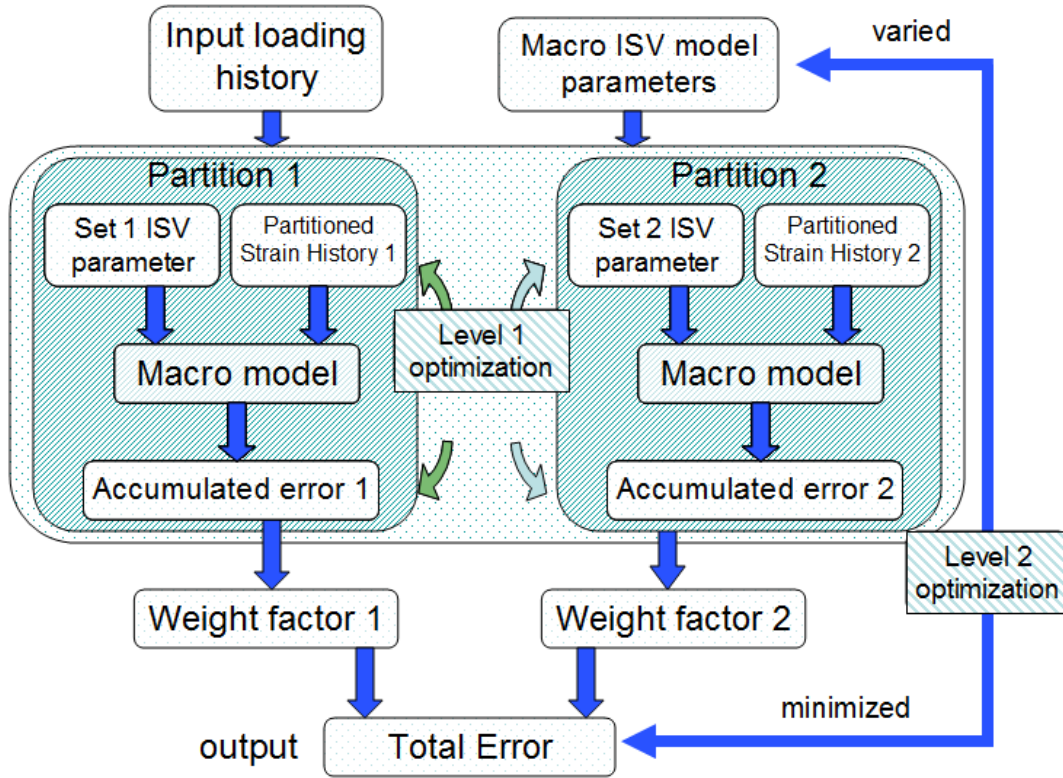 Input loading
history
Macro ISV model
parameters
varied
Partition 1
Set 1 ISV
parameter
Partitioned
Strain History 1
Macro model
Accumulated error 1
Level 1
optimization
Partition 2
Set 2 ISV
parameter
Partitioned
Strain History 2
Macro model
Accumulated error 2
Level 2
optimization
Weight factor 1
Weight factor 2
minimized
output
Total Error